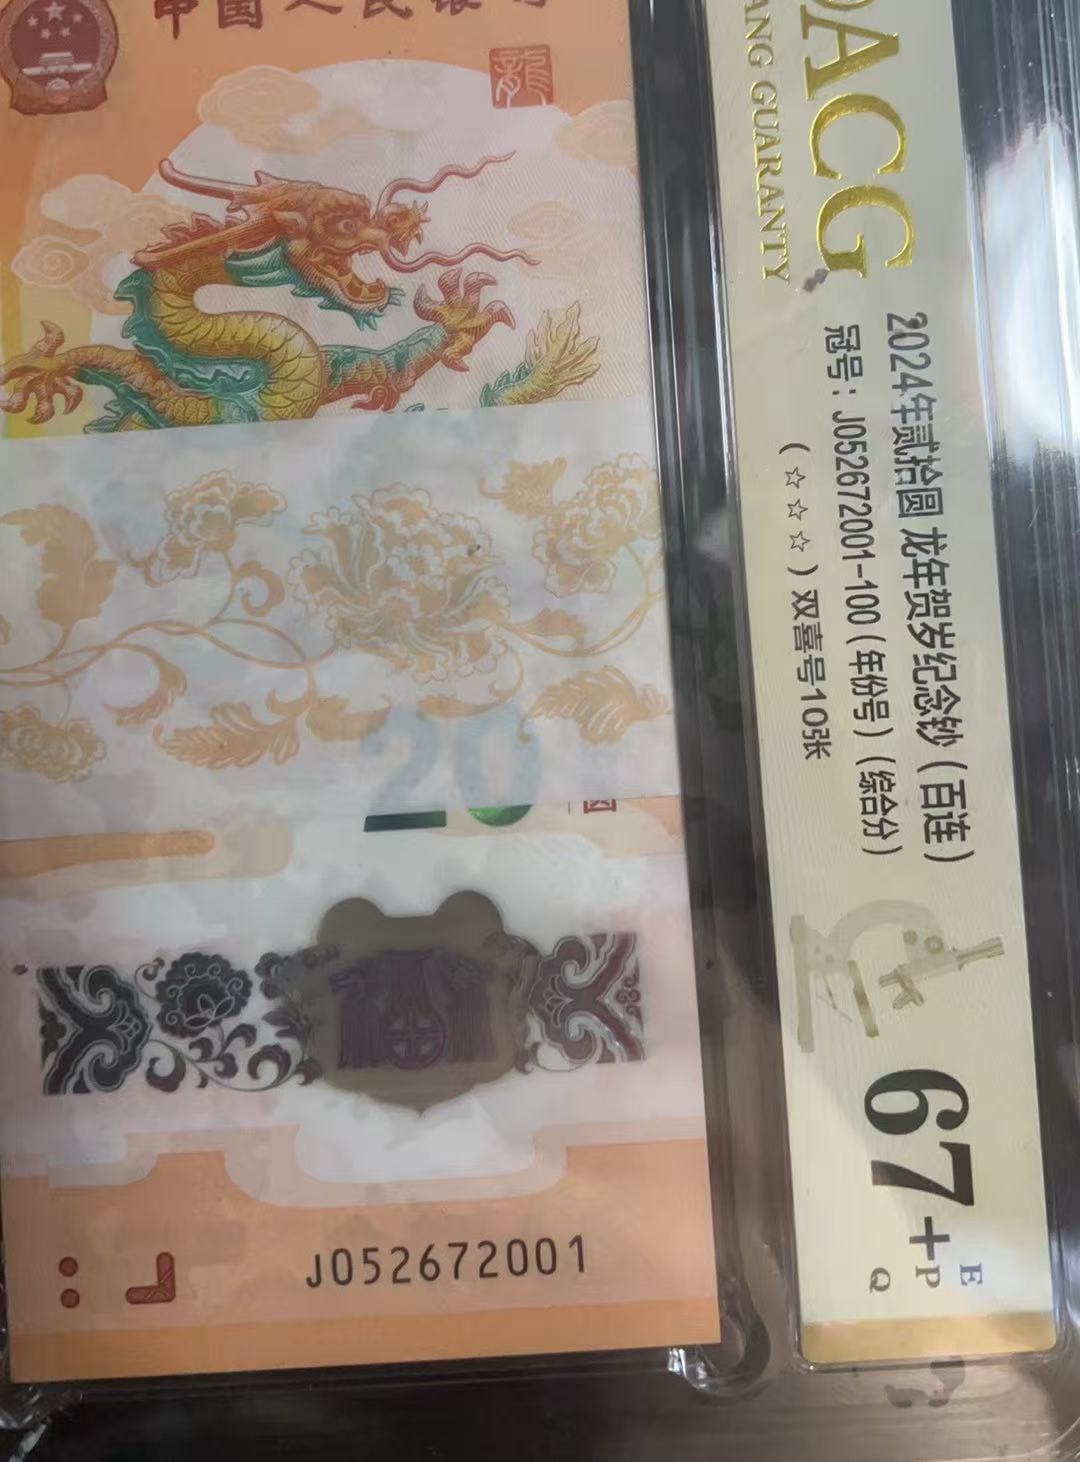 中国人民银行
龍
20
圆
J052672001
ACG
ANG GUARANTY
2024年贰拾圆 龙年贺岁纪念钞（百连）
冠号：J052672001-100（年份号）（综合分）
（☆☆☆）双喜号10张
67+
E
P
Q